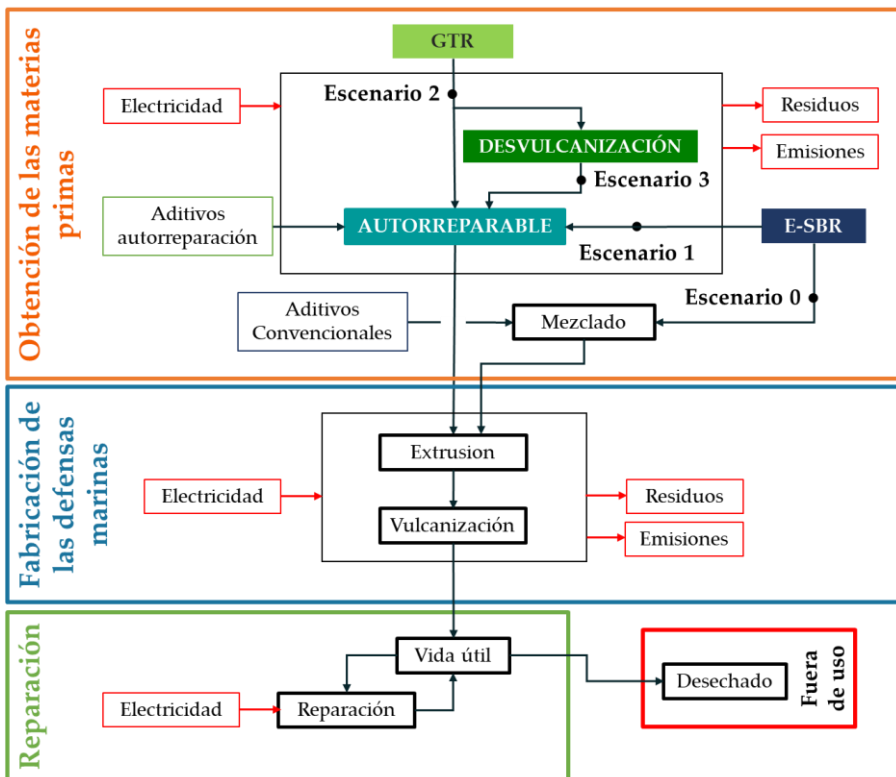 Obtención de las materias
primas
GTR
Escenario 2
Electricidad
Residuos
DESVULCANIZACIÓN
Emisiones
Escenario 3
Aditivos
autorreparación
AUTORREPARABLE
E-SBR
Escenario 1
Escenario 0
Aditivos
Convencionales
Mezclado
Fabricación de
las defensas
marinas
Extrusion
Electricidad
Residuos
Vulcanización
Emisiones
Reparación
Vida útil
Desechado
Fuera
de uso
Electricidad
Reparación